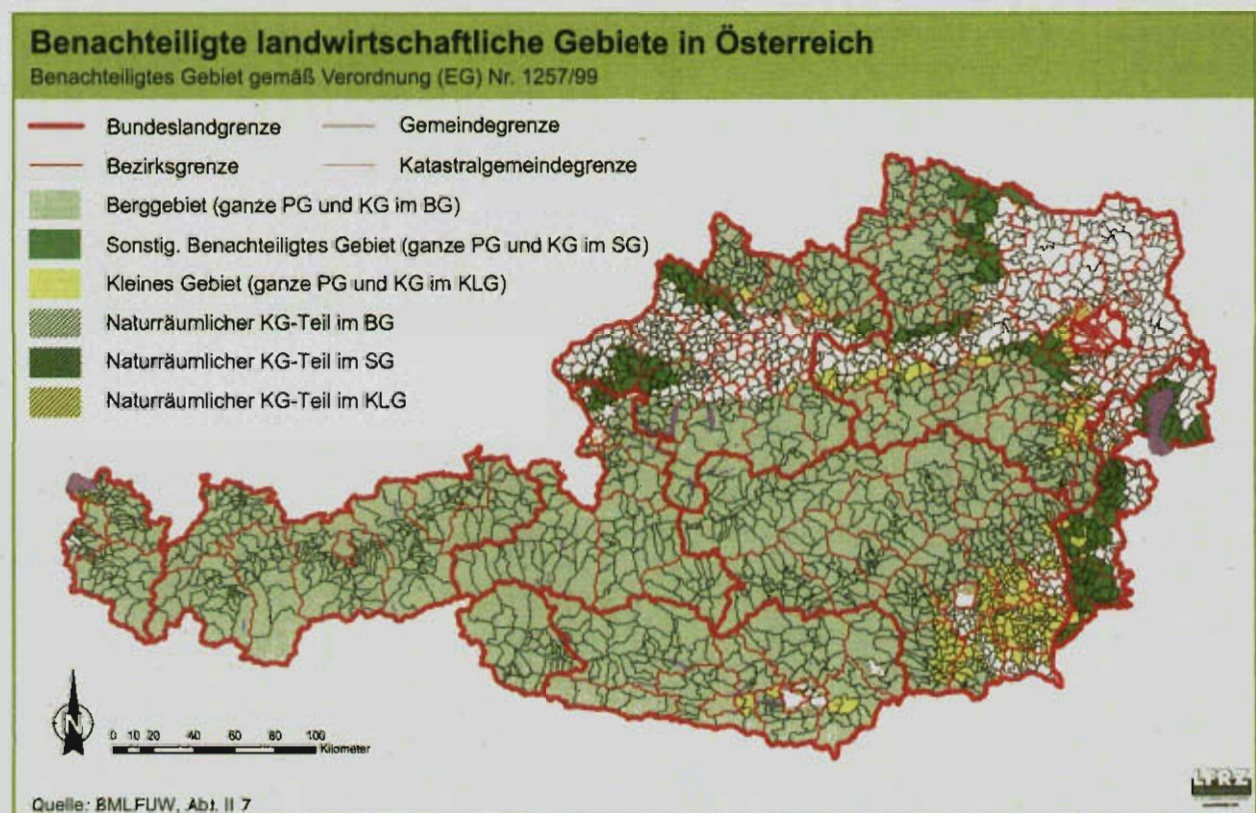 Benachteiligte landwirtschaftliche Gebiete in Österreich
Benachteiligtes Gebiet gemäß Verordnung (EG) Nr. 1257/99
Bundeslandgrenze
Gemeindegrenze
Bezirksgrenze
Katastralgemeindegrenze
Berggebiet (ganze PG und KG im BG)
Sonstig. Benachteiligtes Gebiet (ganze PG und KG im SG)
Kleines Gebiet (ganze PG und KG im KLG)
Naturräumlicher KG-Teil im BG
Naturräumlicher KG-Teil im SG
Naturräumlicher KG-Teil im KLG
N
0 10 20 40 60 80 100
Kilometer
Quelle: BMLFUW, Abt. II 7
LFRZ